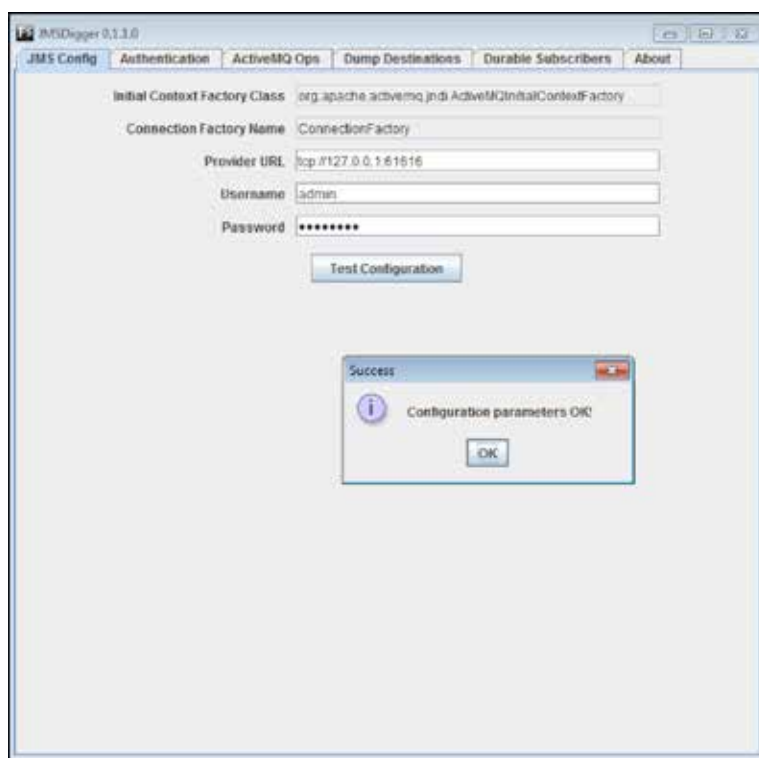 JMSDigger 0.1.1.0
JMS Config Authentication ActiveMQ Ops Dump Destinations Durable Subscribers About
Initial Context Factory Class org.apache.activemq.jndi.ActiveMQInitialContextFactory
Connection Factory Name ConnectionFactory
Provider URL tcp://127.0.0.1:61616
Username admin
Password ••••••••
Test Configuration
Success
Configuration parameters OK!
OK